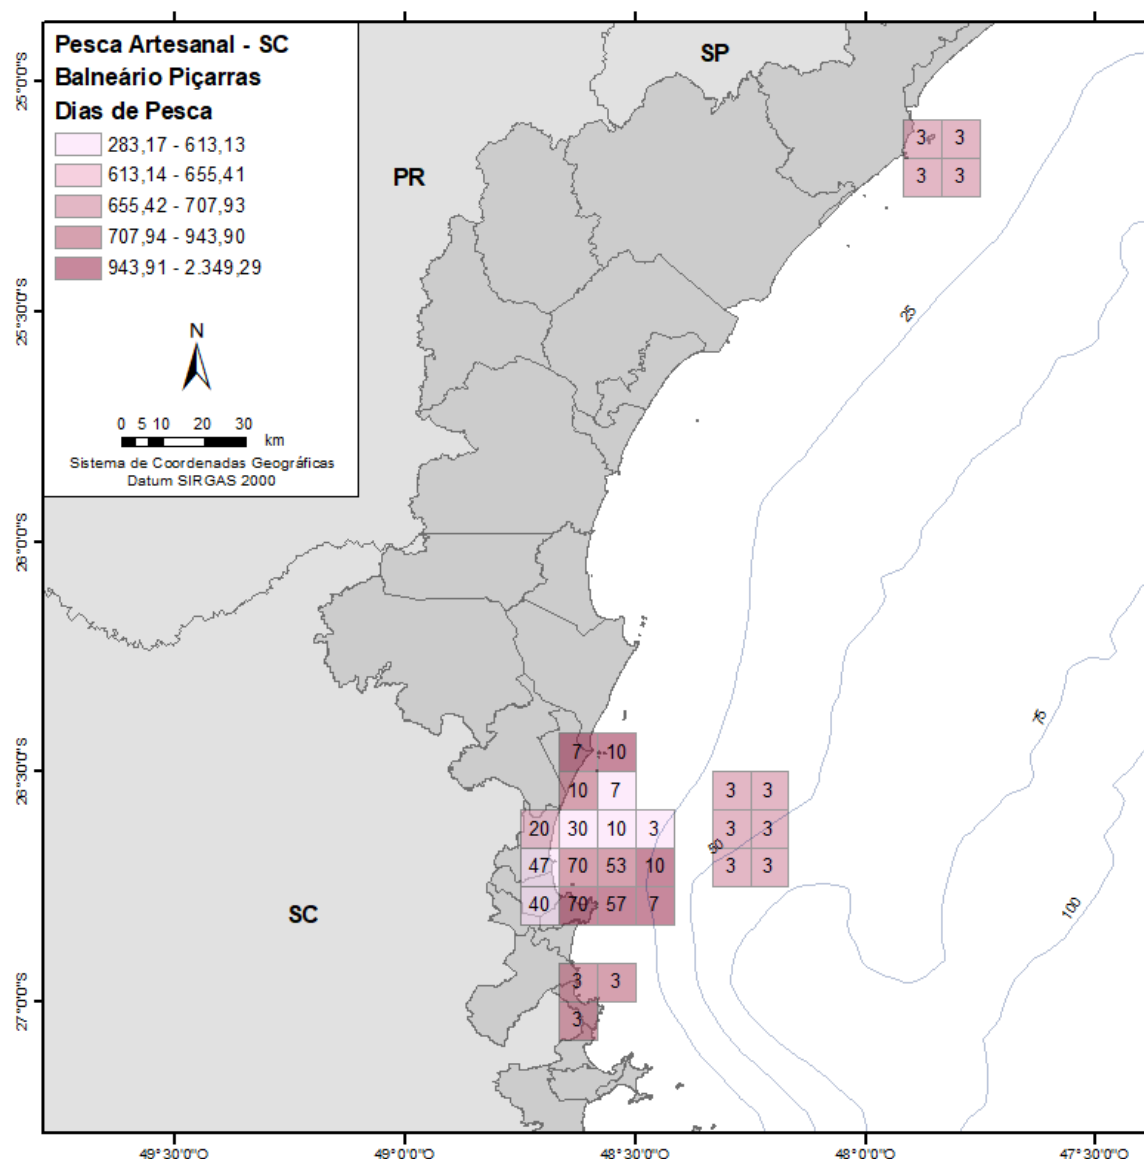 Pesca Artesanal - SC
Balneário Piçarras
Dias de Pesca
283,17 - 613,13
613,14 - 655,41
655,42 - 707,93
707,94 - 943,90
943,91 - 2.349,29
N
0 5 10 20 30
km
Sistema de Coordenadas Geográficas
Datum SIRGAS 2000
SP
PR
SC
3 3
3 3
25
75
50
100
7 10
10 7
3 3
20 30 10 3
3 3
47 70 53 10
3 3
40 70 57 7
3 3
3
25°0'0"S
25°30'0"S
26°0'0"S
26°30'0"S
27°0'0"S
49°30'0"O
49°0'0"O
48°30'0"O
48°0'0"O
47°30'0"O